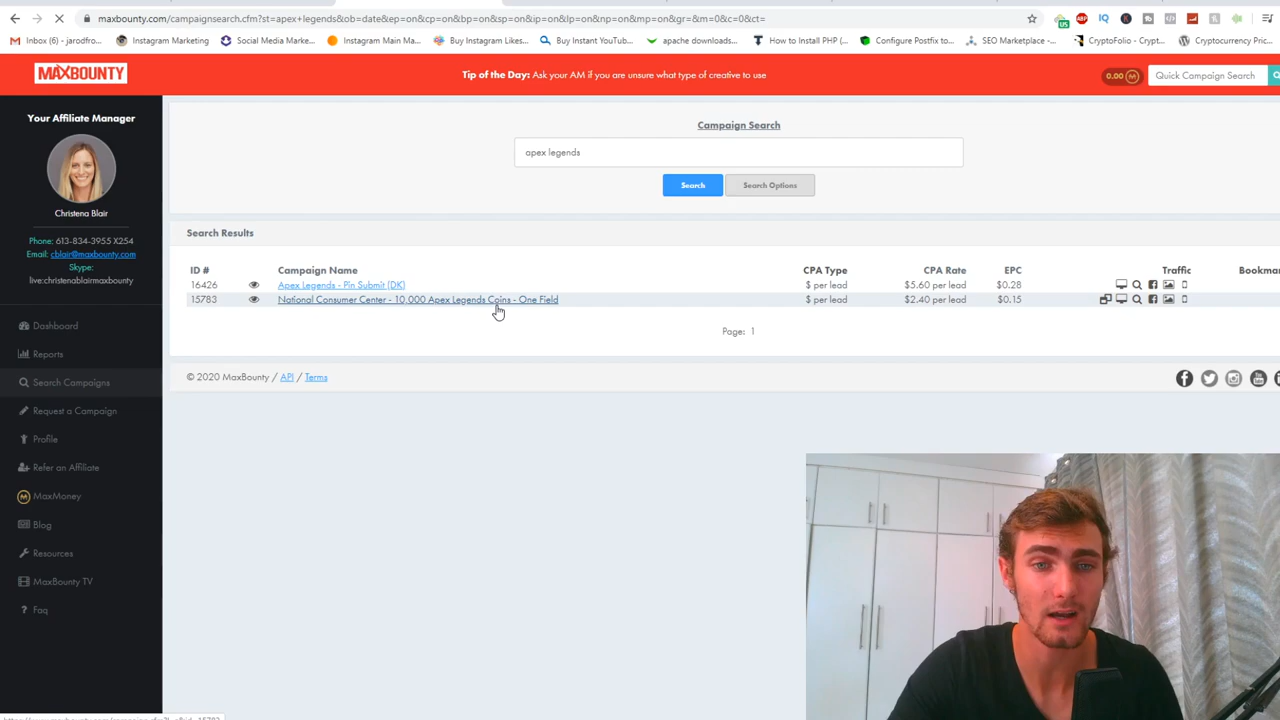 maxbounty.com/campaignsearch.cfm?st=apex+legends&ob=date&ep=on&cp=on&bp=on&sp=on&ip=on&lp=on&np=on&mp=on&gr=&m=0&c=0&ct=
Inbox (6) - jarodfro... Instagram Marketing Social Media Marke... Instagram Main Ma... Buy Instagram Likes... Buy Instant YouTub... apache downloads... How to Install PHP (... Configure Postfix to... SEO Marketplace -... CryptoFolio - Crypt... Cryptocurrency Pric...
MAXBOUNTY
Tip of the Day: Ask your AM if you are unsure what type of creative to use
0.00
Quick Campaign Search
Your Affiliate Manager
Christena Blair
Phone: 613-834-3955 X254
Email: cblair@maxbounty.com
Skype:
live:christenablairmaxbounty
Dashboard
Reports
Search Campaigns
Request a Campaign
Profile
Refer an Affiliate
MaxMoney
Blog
Resources
MaxBounty TV
Faq
Campaign Search
apex legends
Search Search Options
Search Results
ID # Campaign Name CPA Type CPA Rate EPC Traffic Bookmar
16426 Apex Legends - Pin Submit (DK) $ per lead $5.60 per lead $0.28
15783 National Consumer Center - 10,000 Apex Legends Coins - One Field $ per lead $2.40 per lead $0.15
Page: 1
© 2020 MaxBounty / API / Terms